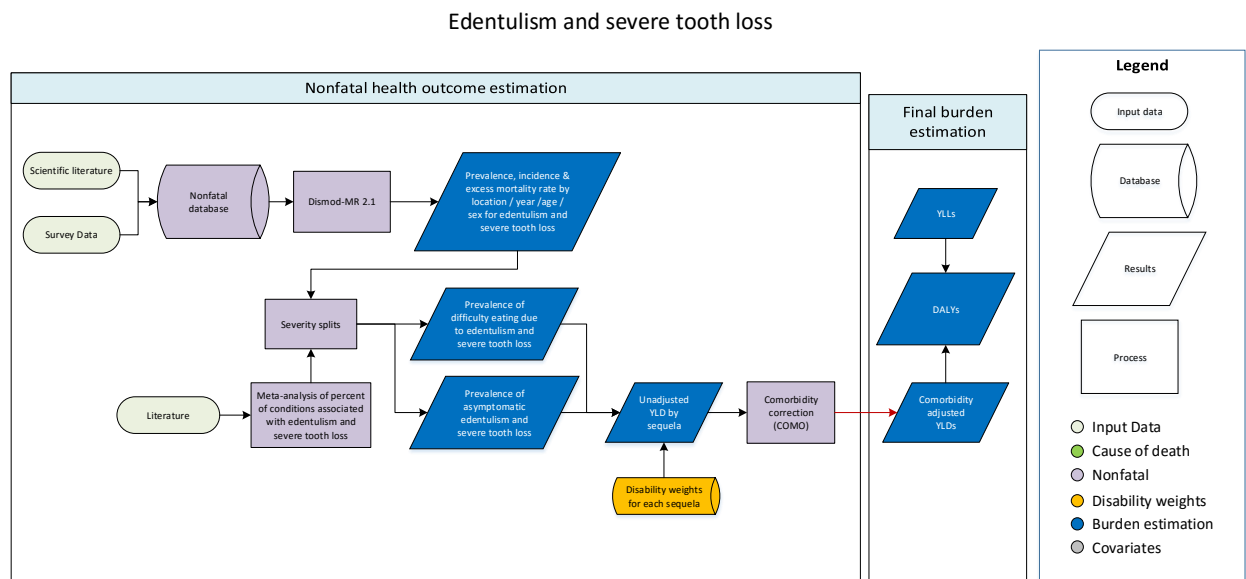 Edentulism and severe tooth loss
Nonfatal health outcome estimation
Scientific literature
Survey Data
Nonfatal
database
Dismod-MR 2.1
Prevalence, incidence &
excess mortality rate by
location / year /age /
sex for edentulism and
severe tooth loss
Severity splits
Prevalence of
difficulty eating due
to edentulism and
severe tooth loss
Literature
Meta-analysis of percent
of conditions associated
with edentulism and
severe tooth loss
Prevalence of
asymptomatic
edentulism and
severe tooth loss
Unadjusted
YLD by
sequela
Comorbidity
correction
(COMO)
Disability weights
for each sequela
Final burden
estimation
YLLs
DALYs
Comorbidity
adjusted
YLDs
Legend
Input data
Database
Results
Process
Input Data
Cause of death
Nonfatal
Disability weights
Burden estimation
Covariates